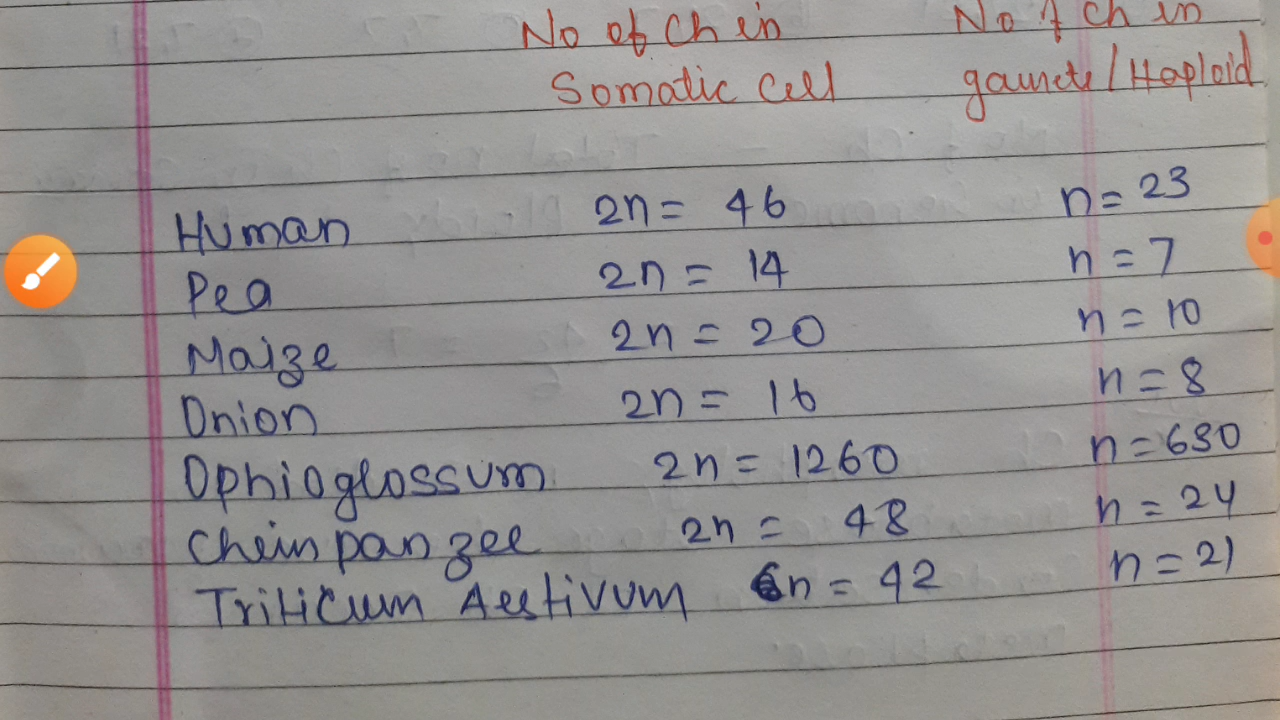 No of Ch in No of Ch in
Somatic Cell gamete/Haploid
Human 2n = 46 n = 23
Pea 2n = 14 n = 7
Maize 2n = 20 n = 10
Onion 2n = 16 n = 8
Ophioglossum 2n = 1260 n = 630
Cheinpanzee 2n = 48 n = 24
Triticum Aestivum 6n = 42 n = 21